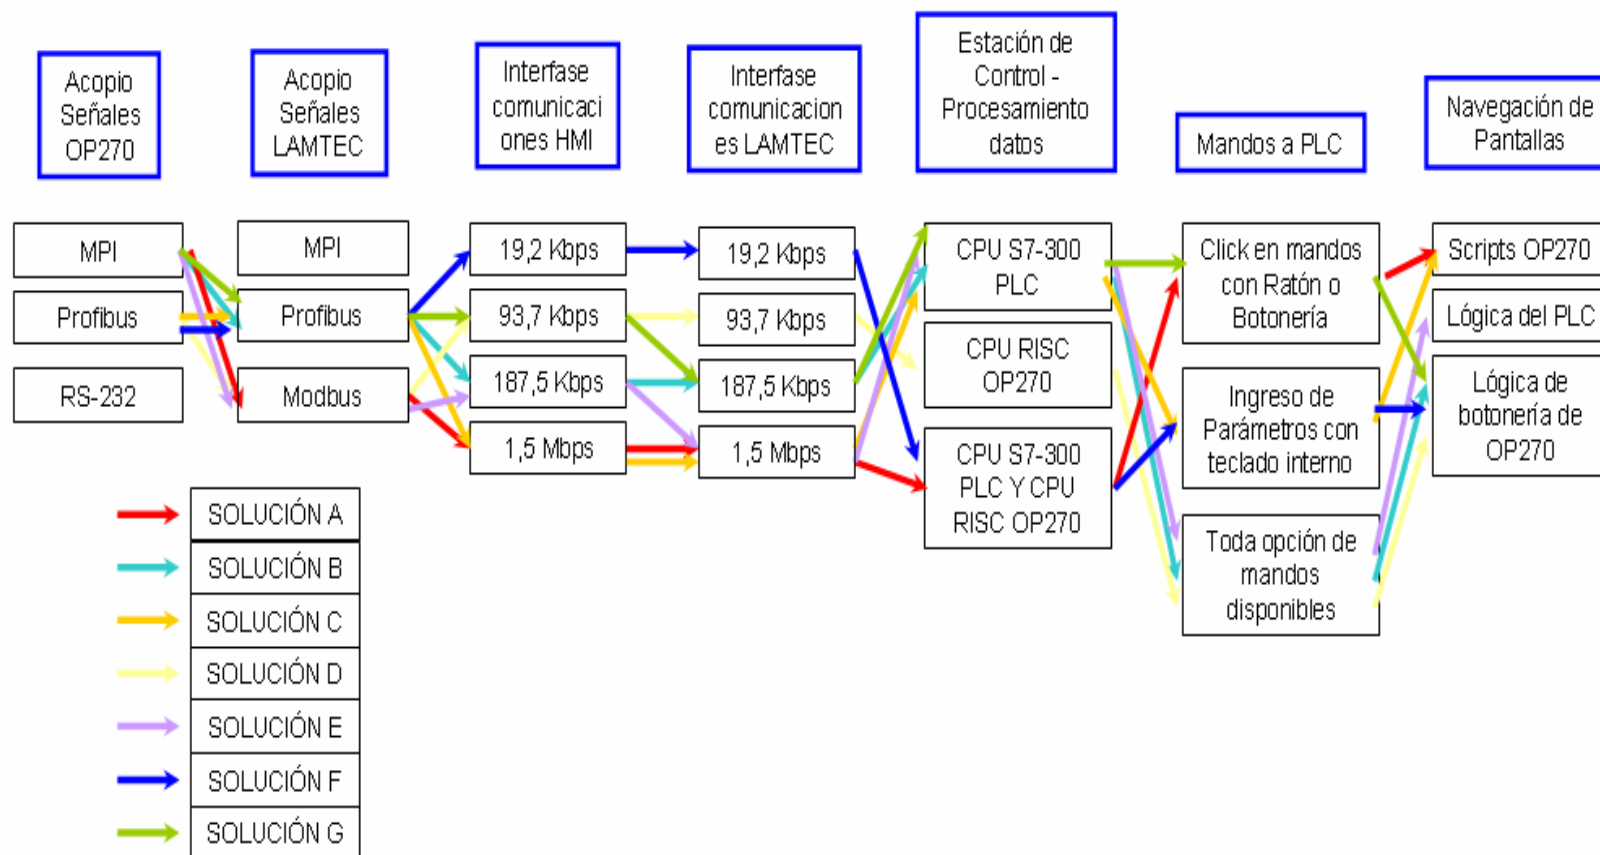 Acopio
Señales
OP270
Acopio
Señales
LAMTEC
Interfase
comunicaci
ones HMI
Interfase
comunicacion
es LAMTEC
Estación de
Control -
Procesamiento
datos
Mandos a PLC
Navegación de
Pantallas
MPI
Profibus
RS-232
MPI
Profibus
Modbus
19,2 Kbps
93,7 Kbps
187,5 Kbps
1,5 Mbps
19,2 Kbps
93,7 Kbps
187,5 Kbps
1,5 Mbps
CPU S7-300
PLC
CPU RISC
OP270
CPU S7-300
PLC Y CPU
RISC OP270
Click en mandos
con Ratón o
Botonería
Ingreso de
Parámetros con
teclado interno
Toda opción de
mandos
disponibles
Scripts OP270
Lógica del PLC
Lógica de
botonería de
OP270
SOLUCIÓN A
SOLUCIÓN B
SOLUCIÓN C
SOLUCIÓN D
SOLUCIÓN E
SOLUCIÓN F
SOLUCIÓN G